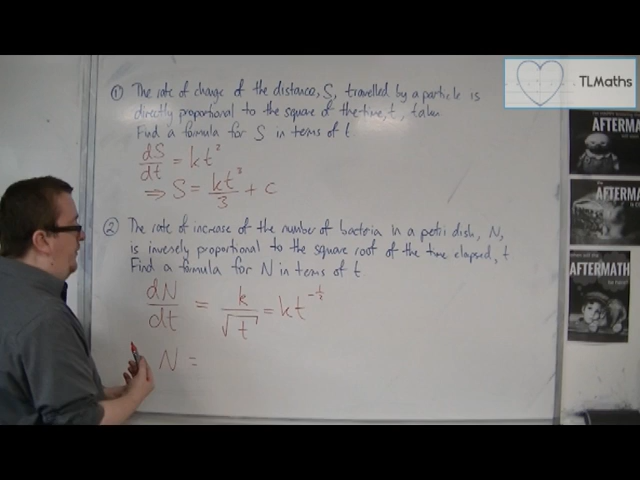 TLMaths
① The rate of change of the distance, S, travelled by a particle is
directly proportional to the square of the time, t, taken
Find a formula for S in terms of t
dS/dt = kt²
⇒ S = kt³/3 + c
② The rate of increase of the number of bacteria in a petri dish, N,
is inversely proportional to the square root of the time elapsed, t
Find a formula for N in terms of t
dN/dt = k/√t = kt^(-1/2)
N =
AFTERMATH
THE AFTERMATH
AFTERMATH